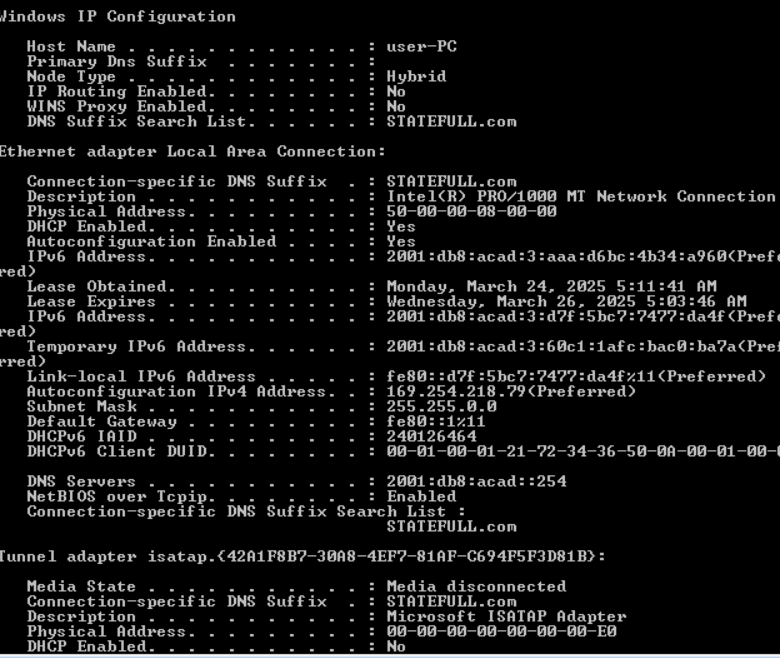 Windows IP Configuration
Host Name . . . . . . . . . . . . : user-PC
Primary Dns Suffix  . . . . . . . :
Node Type . . . . . . . . . . . . : Hybrid
IP Routing Enabled. . . . . . . . : No
WINS Proxy Enabled. . . . . . . . : No
DNS Suffix Search List. . . . . . : STATEFULL.com
Ethernet adapter Local Area Connection:
Connection-specific DNS Suffix  . : STATEFULL.com
Description . . . . . . . . . . . : Intel(R) PRO/1000 MT Network Connection
Physical Address. . . . . . . . . : 50-00-00-08-00-00
DHCP Enabled. . . . . . . . . . . : Yes
Autoconfiguration Enabled . . . . : Yes
IPv6 Address. . . . . . . . . . . : 2001:db8:acad:3:aaa:d6bc:4b34:a960(Prefe
rred)
Lease Obtained. . . . . . . . . . : Monday, March 24, 2025 5:11:41 AM
Lease Expires . . . . . . . . . . : Wednesday, March 26, 2025 5:03:46 AM
IPv6 Address. . . . . . . . . . . : 2001:db8:acad:3:d7f:5bc7:7477:da4f(Prefe
rred)
Temporary IPv6 Address. . . . . . : 2001:db8:acad:3:60c1:1afc:bac0:ba7a(Pref
erred)
Link-local IPv6 Address . . . . . : fe80::d7f:5bc7:7477:da4f%11(Preferred)
Autoconfiguration IPv4 Address. . : 169.254.218.79(Preferred)
Subnet Mask . . . . . . . . . . . : 255.255.0.0
Default Gateway . . . . . . . . . : fe80::1%11
DHCPv6 IAID . . . . . . . . . . . : 240126464
DHCPv6 Client DUID. . . . . . . . : 00-01-00-01-21-72-34-36-50-0A-00-01-00-0
DNS Servers . . . . . . . . . . . : 2001:db8:acad::254
NetBIOS over Tcpip. . . . . . . . : Enabled
Connection-specific DNS Suffix Search List :
STATEFULL.com
Tunnel adapter isatap.{42A1F8B7-30A8-4EF7-81AF-C694F5F3D81B}:
Media State . . . . . . . . . . . : Media disconnected
Connection-specific DNS Suffix  . : STATEFULL.com
Description . . . . . . . . . . . : Microsoft ISATAP Adapter
Physical Address. . . . . . . . . : 00-00-00-00-00-00-00-E0
DHCP Enabled. . . . . . . . . . . : No